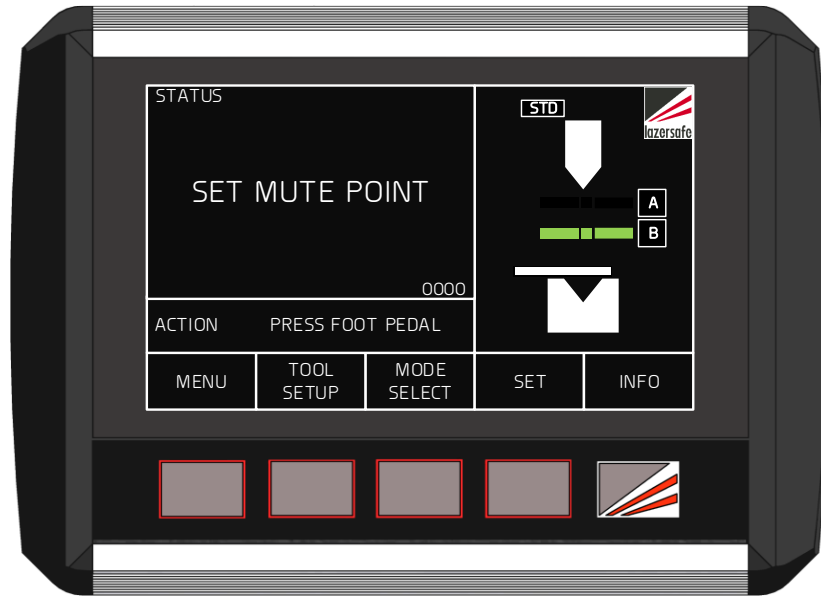 STATUS
SET MUTE POINT
0000
ACTION PRESS FOOT PEDAL
STD
lazersafe
A
B
MENU
TOOL
SETUP
MODE
SELECT
SET
INFO